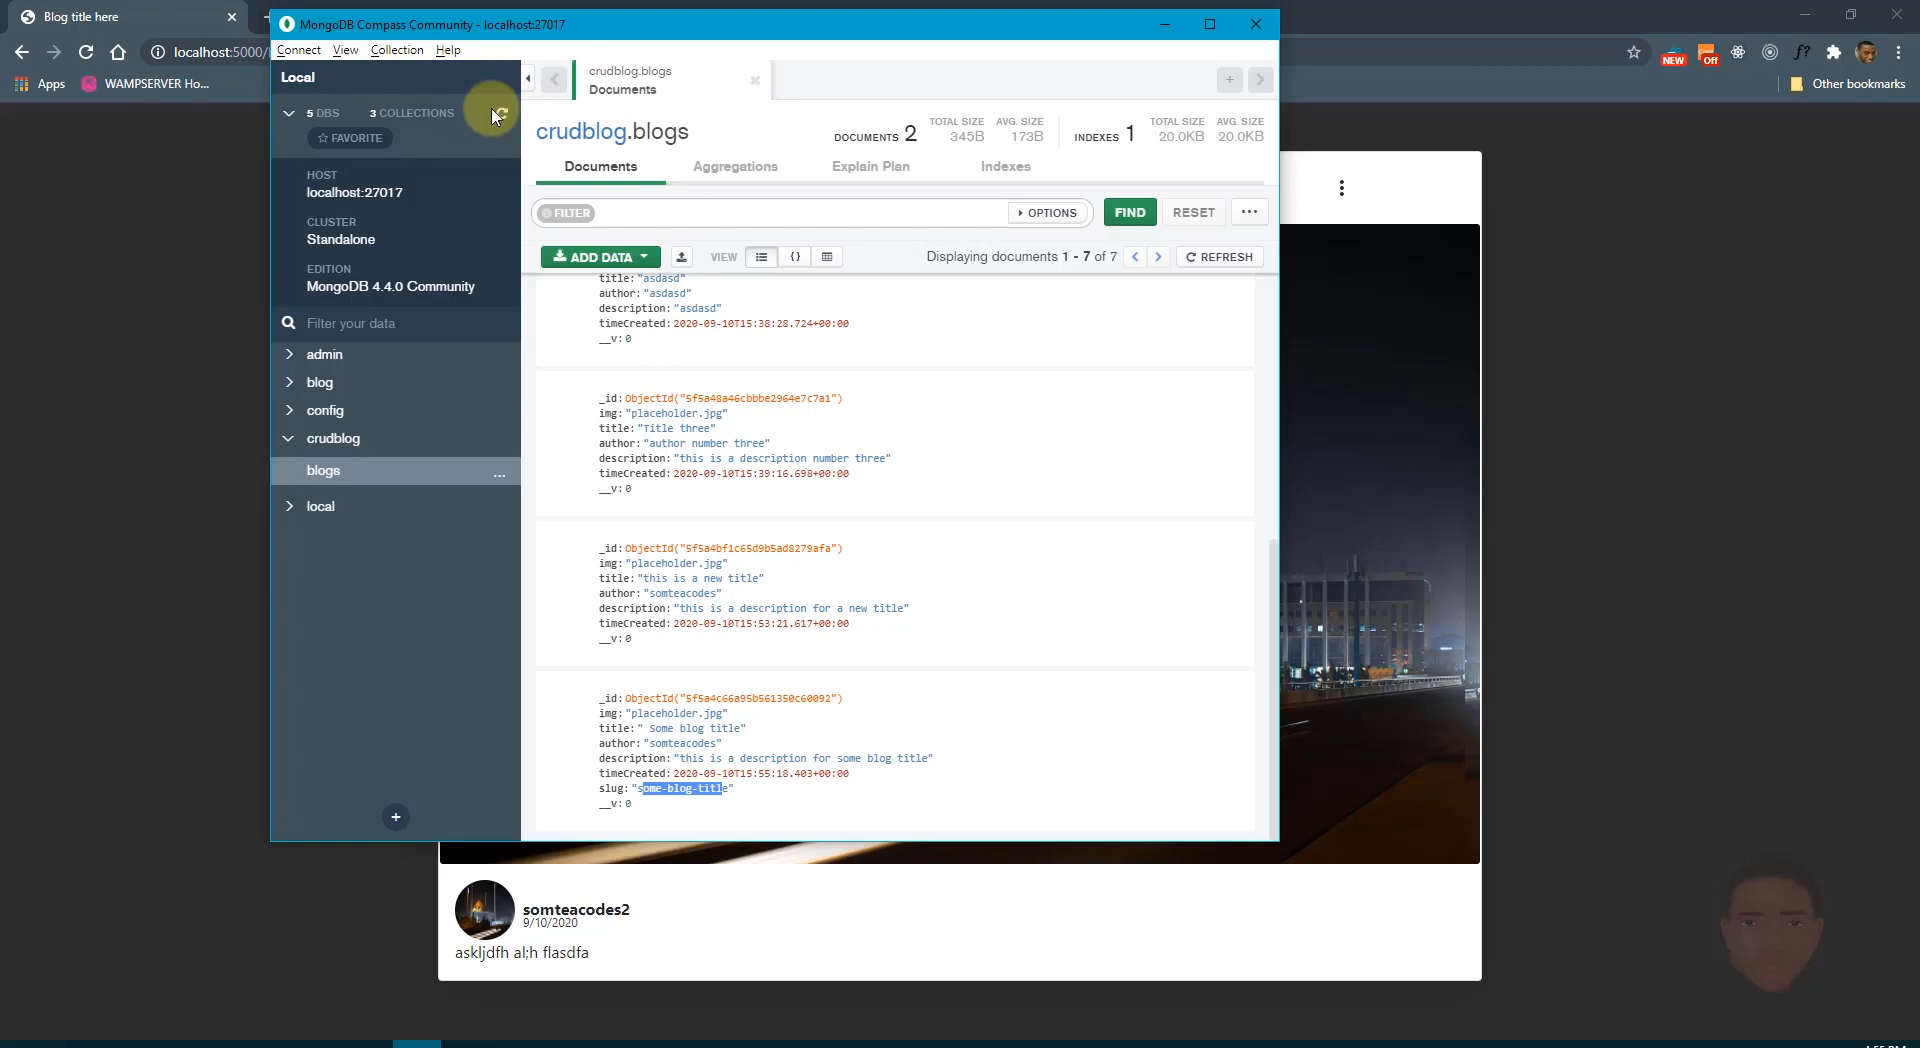 Blog title here
MongoDB Compass Community - localhost:27017
localhost:5000/
Connect View Collection Help
NEW
Off
f?
Apps
WAMPSERVER Ho...
Other bookmarks
Local
5 DBS 3 COLLECTIONS
FAVORITE
HOST
localhost:27017
CLUSTER
Standalone
EDITION
MongoDB 4.4.0 Community
Filter your data
admin
blog
config
crudblog
blogs ...
local
+
crudblog.blogs
Documents
crudblog.blogs
DOCUMENTS 2 TOTAL SIZE 345B AVG. SIZE 173B INDEXES 1 TOTAL SIZE 20.0KB AVG. SIZE 20.0KB
Documents Aggregations Explain Plan Indexes
FILTER OPTIONS FIND RESET ...
ADD DATA VIEW {} Displaying documents 1 - 7 of 7 REFRESH
title: "asdasd"
author: "asdasd"
description: "asdasd"
timeCreated: 2020-09-10T15:38:28.724+00:00
__v: 0
_id: ObjectId("5f5a48a46cbbbe2964e7c7a1")
img: "placeholder.jpg"
title: "Title three"
author: "author number three"
description: "this is a description number three"
timeCreated: 2020-09-10T15:39:16.698+00:00
__v: 0
_id: ObjectId("5f5a4bf1c65d9b5ad8279afa")
img: "placeholder.jpg"
title: "this is a new title"
author: "somteacodes"
description: "this is a description for a new title"
timeCreated: 2020-09-10T15:53:21.617+00:00
__v: 0
_id: ObjectId("5f5a4c66a95b561350c60092")
img: "placeholder.jpg"
title: " Some blog title"
author: "somteacodes"
description: "this is a description for some blog title"
timeCreated: 2020-09-10T15:55:18.403+00:00
slug: "some-blog-title"
__v: 0
somteacodes2
9/10/2020
askljdfh al;h flasdfa